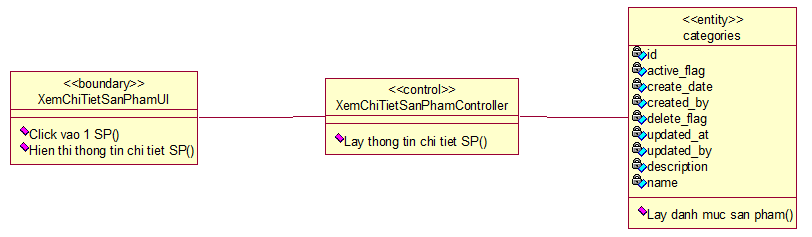 <<boundary>>
XemChiTietSanPhamUI
Click vao 1 SP()
Hien thi thong tin chi tiet SP()
<<control>>
XemChiTietSanPhamController
Lay thong tin chi tiet SP()
<<entity>>
categories
id
active_flag
create_date
created_by
delete_flag
updated_at
updated_by
description
name
Lay danh muc san pham()